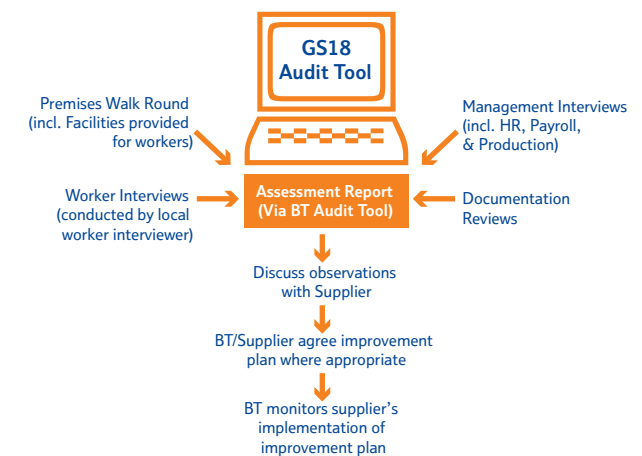 GS18
Audit Tool
Premises Walk Round
(incl. Facilities provided
for workers)
Management Interviews
(incl. HR, Payroll,
& Production)
Worker Interviews
(conducted by local
worker interviewer)
Assessment Report
(Via BT Audit Tool)
Documentation
Reviews
Discuss observations
with Supplier
BT/Supplier agree improvement
plan where appropriate
BT monitors supplier’s
implementation of
improvement plan